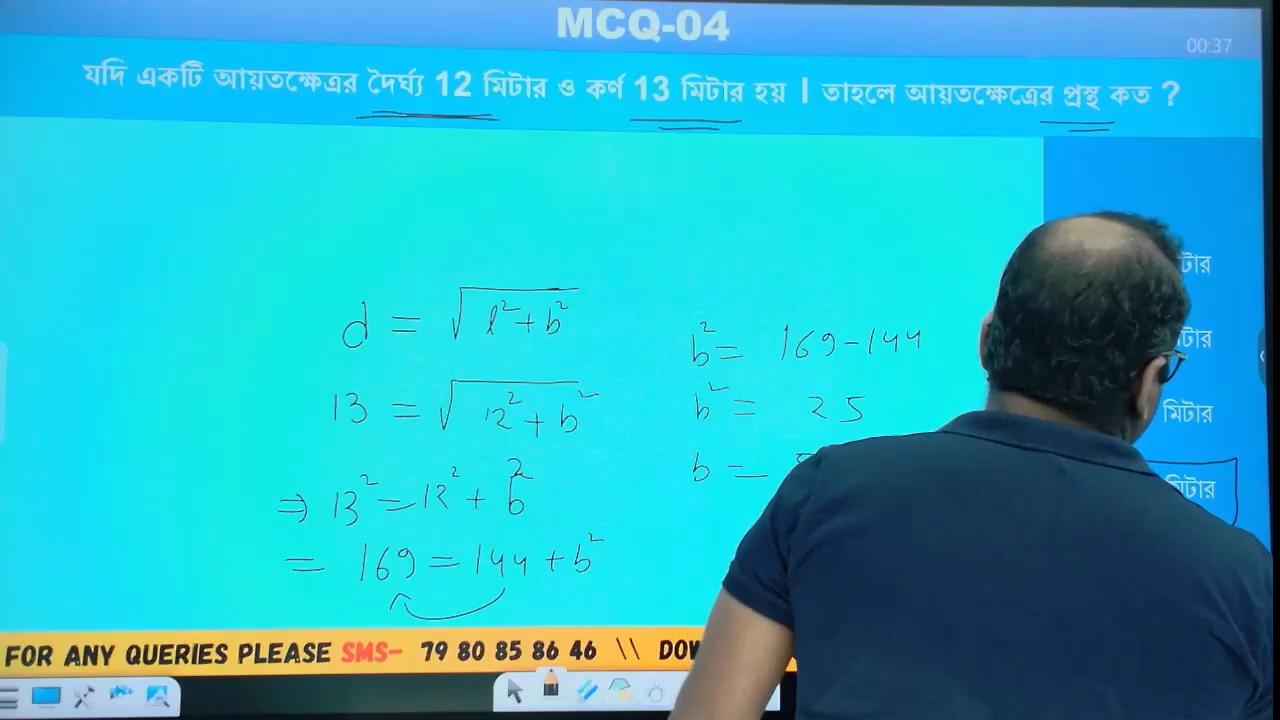 MCQ-04
00:37
যদি একটি আয়তক্ষেত্রর দৈর্ঘ্য 12 মিটার ও কর্ণ 13 মিটার হয় । তাহলে আয়তক্ষেত্রের প্রস্থ কত ?
d = √(l² + b²)
13 = √(12² + b²)
⇒ 13² = 12² + b²
= 169 = 144 + b²
b² = 169 - 144
b² = 25
b =
মিটার
মিটার
FOR ANY QUERIES PLEASE SMS- 79 80 85 86 46 \\